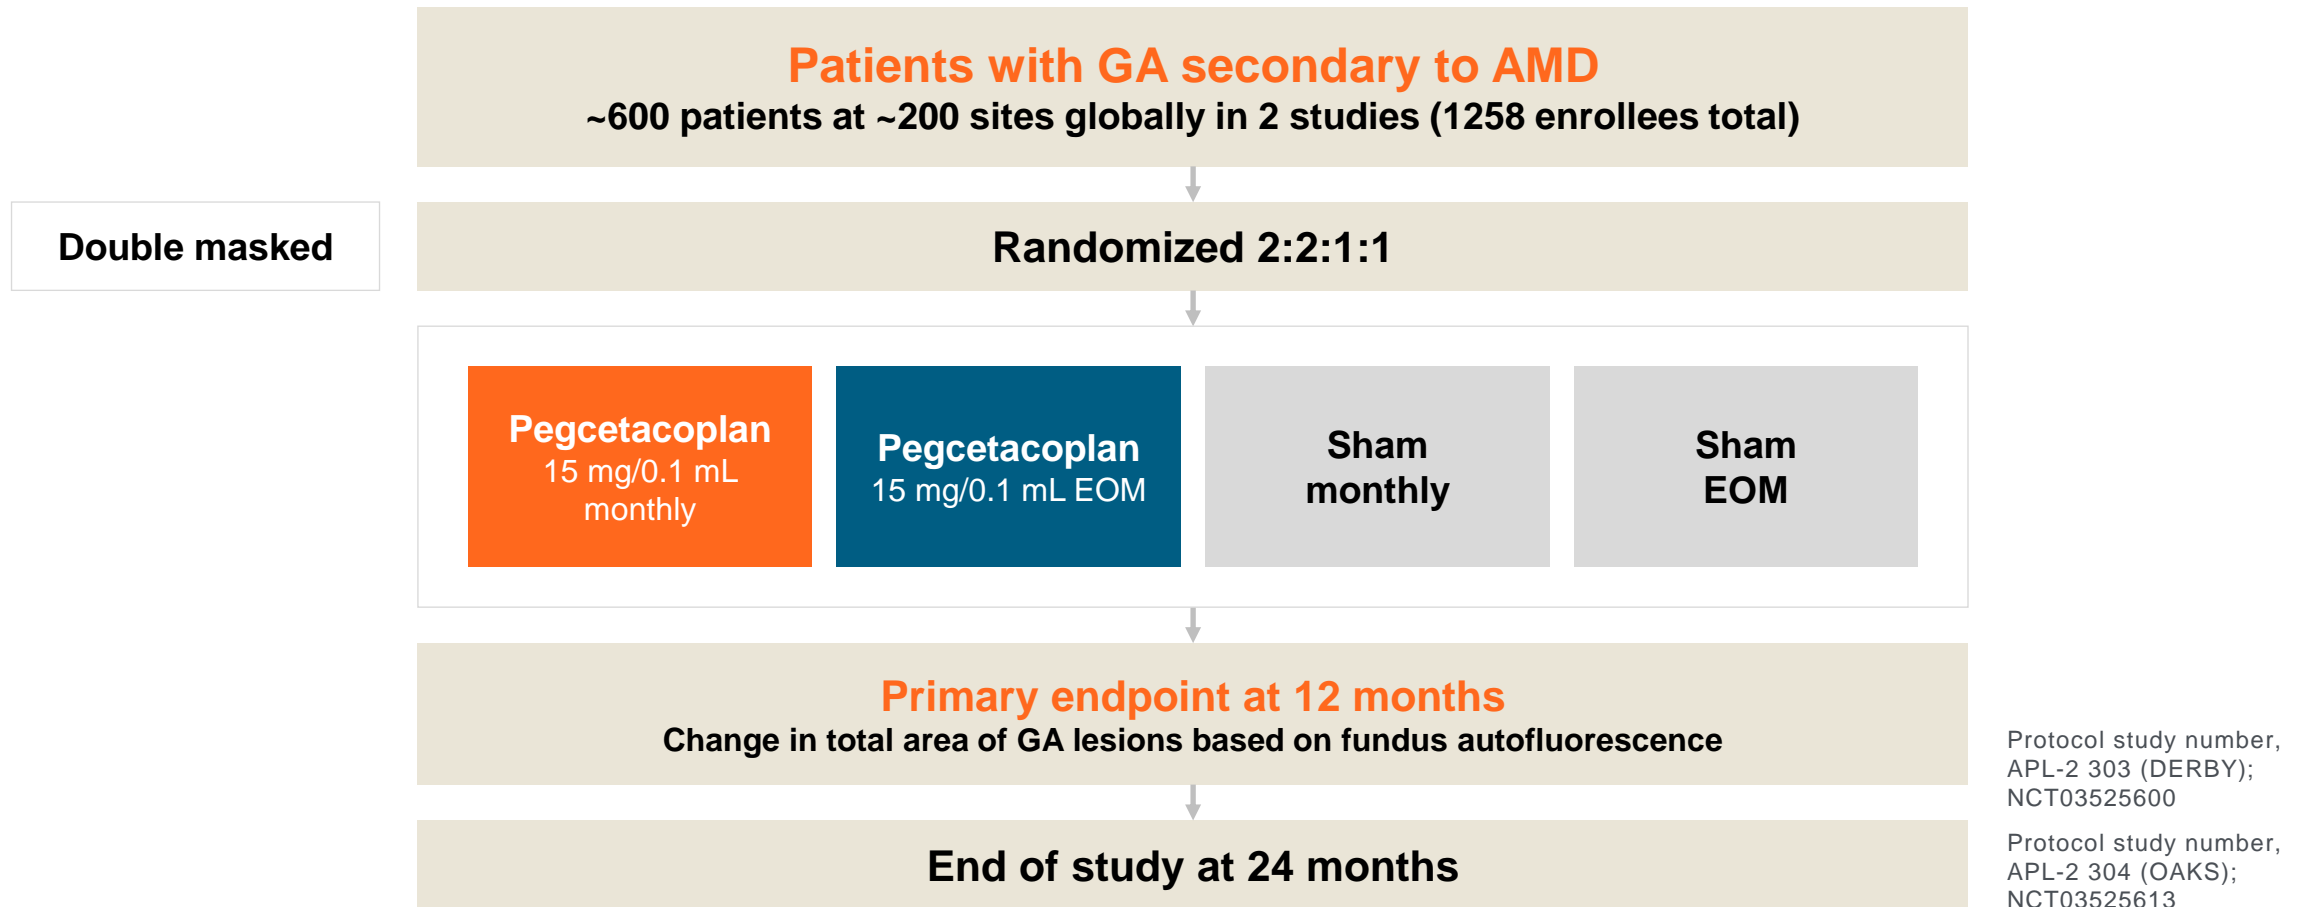 Patients with GA secondary to AMD
~600 patients at ~200 sites globally in 2 studies (1258 enrollees total)
Double masked
Randomized 2:2:1:1
Pegcetacoplan
15 mg/0.1 mL
monthly
Pegcetacoplan
15 mg/0.1 mL EOM
Sham
monthly
Sham
EOM
Primary endpoint at 12 months
Change in total area of GA lesions based on fundus autofluorescence
Protocol study number,
APL-2 303 (DERBY);
NCT03525600
End of study at 24 months
Protocol study number,
APL-2 304 (OAKS);
NCT03525613